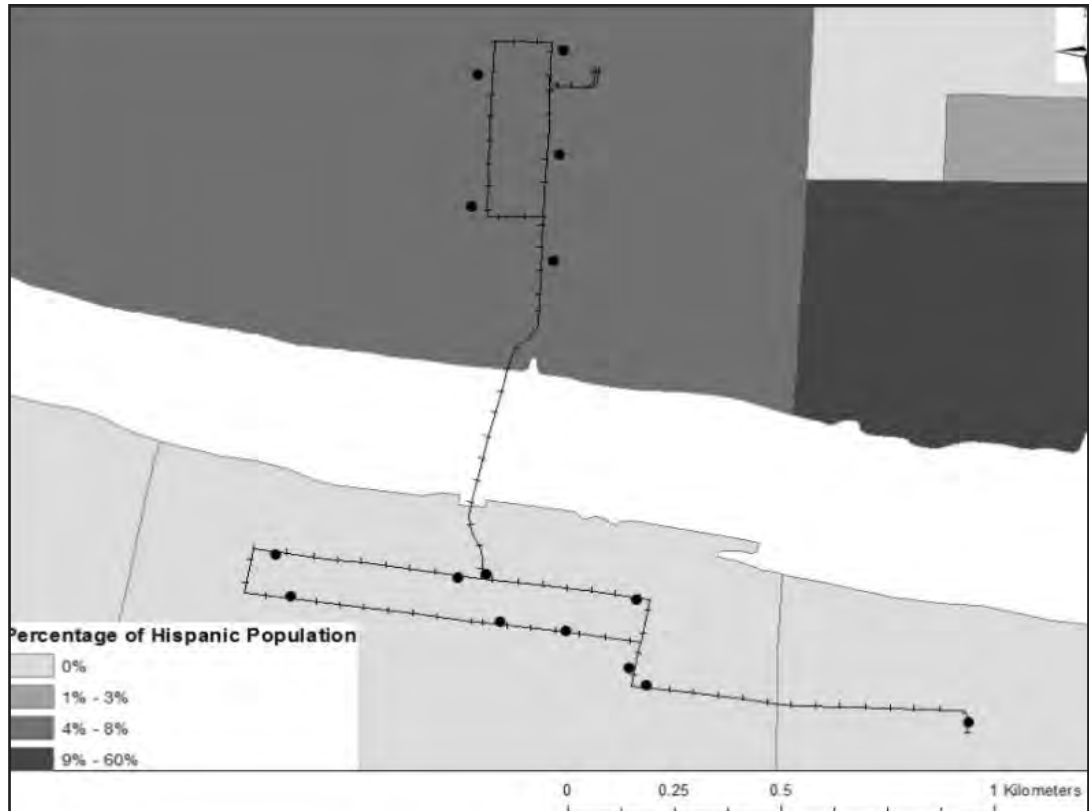 Percentage of Hispanic Population
0%
1% - 3%
4% - 8%
9% - 60%
0 0.25 0.5 1 Kilometers